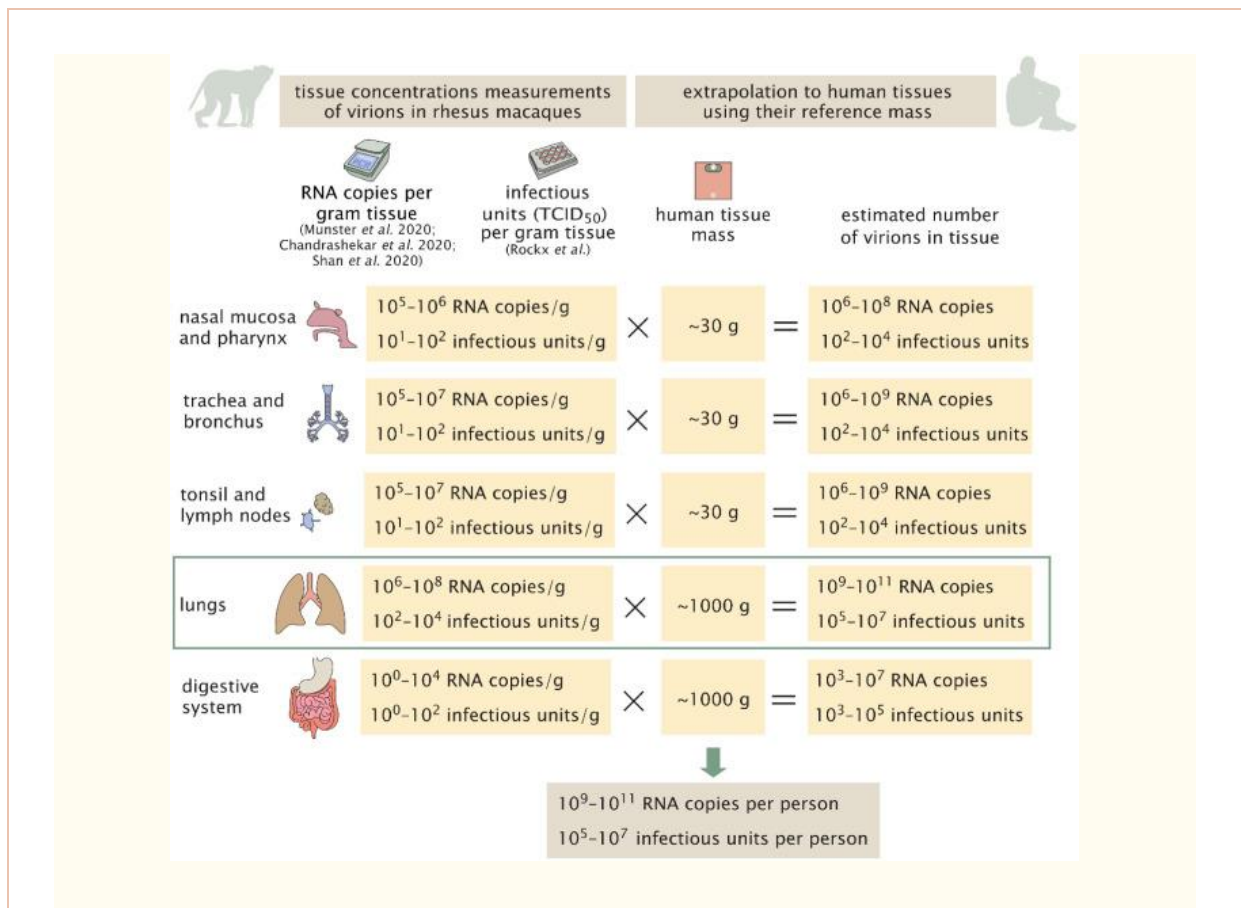 tissue concentrations measurements
of virions in rhesus macaques
extrapolation to human tissues
using their reference mass
RNA copies per
gram tissue
(Munster et al. 2020;
Chandrashekar et al. 2020;
Shan et al. 2020)
infectious
units (TCID₅₀)
per gram tissue
(Rockx et al.)
human tissue
mass
estimated number
of virions in tissue
nasal mucosa
and pharynx
10⁵–10⁶ RNA copies/g
10¹–10² infectious units/g
×
~30 g
=
10⁶–10⁸ RNA copies
10²–10⁴ infectious units
trachea and
bronchus
10⁵–10⁷ RNA copies/g
10¹–10² infectious units/g
×
~30 g
=
10⁶–10⁹ RNA copies
10²–10⁴ infectious units
tonsil and
lymph nodes
10⁵–10⁷ RNA copies/g
10¹–10² infectious units/g
×
~30 g
=
10⁶–10⁹ RNA copies
10²–10⁴ infectious units
lungs
10⁶–10⁸ RNA copies/g
10²–10⁴ infectious units/g
×
~1000 g
=
10⁹–10¹¹ RNA copies
10⁵–10⁷ infectious units
digestive
system
10⁰–10⁴ RNA copies/g
10⁰–10² infectious units/g
×
~1000 g
=
10³–10⁷ RNA copies
10³–10⁵ infectious units
10⁹–10¹¹ RNA copies per person
10⁵–10⁷ infectious units per person